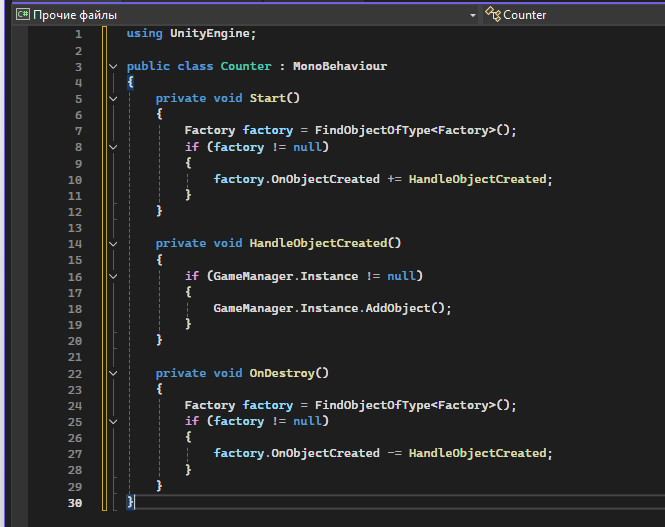 C# Прочие файлы
Counter
1 using UnityEngine;
2
3 public class Counter : MonoBehaviour
4 {
5     private void Start()
6     {
7         Factory factory = FindObjectOfType<Factory>();
8         if (factory != null)
9         {
10             factory.OnObjectCreated += HandleObjectCreated;
11         }
12     }
13
14     private void HandleObjectCreated()
15     {
16         if (GameManager.Instance != null)
17         {
18             GameManager.Instance.AddObject();
19         }
20     }
21
22     private void OnDestroy()
23     {
24         Factory factory = FindObjectOfType<Factory>();
25         if (factory != null)
26         {
27             factory.OnObjectCreated -= HandleObjectCreated;
28         }
29     }
30 }